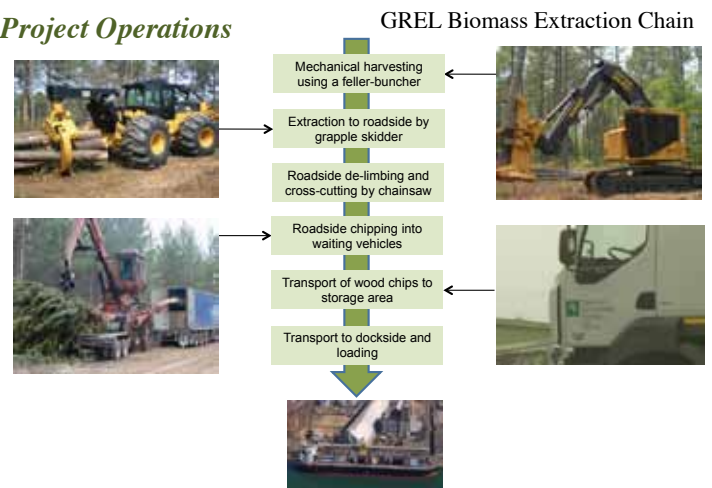 Project Operations
GREL Biomass Extraction Chain
Mechanical harvesting
using a feller-buncher
Extraction to roadside by
grapple skidder
Roadside de-limbing and
cross-cutting by chainsaw
Roadside chipping into
waiting vehicles
Transport of wood chips to
storage area
Transport to dockside and
loading